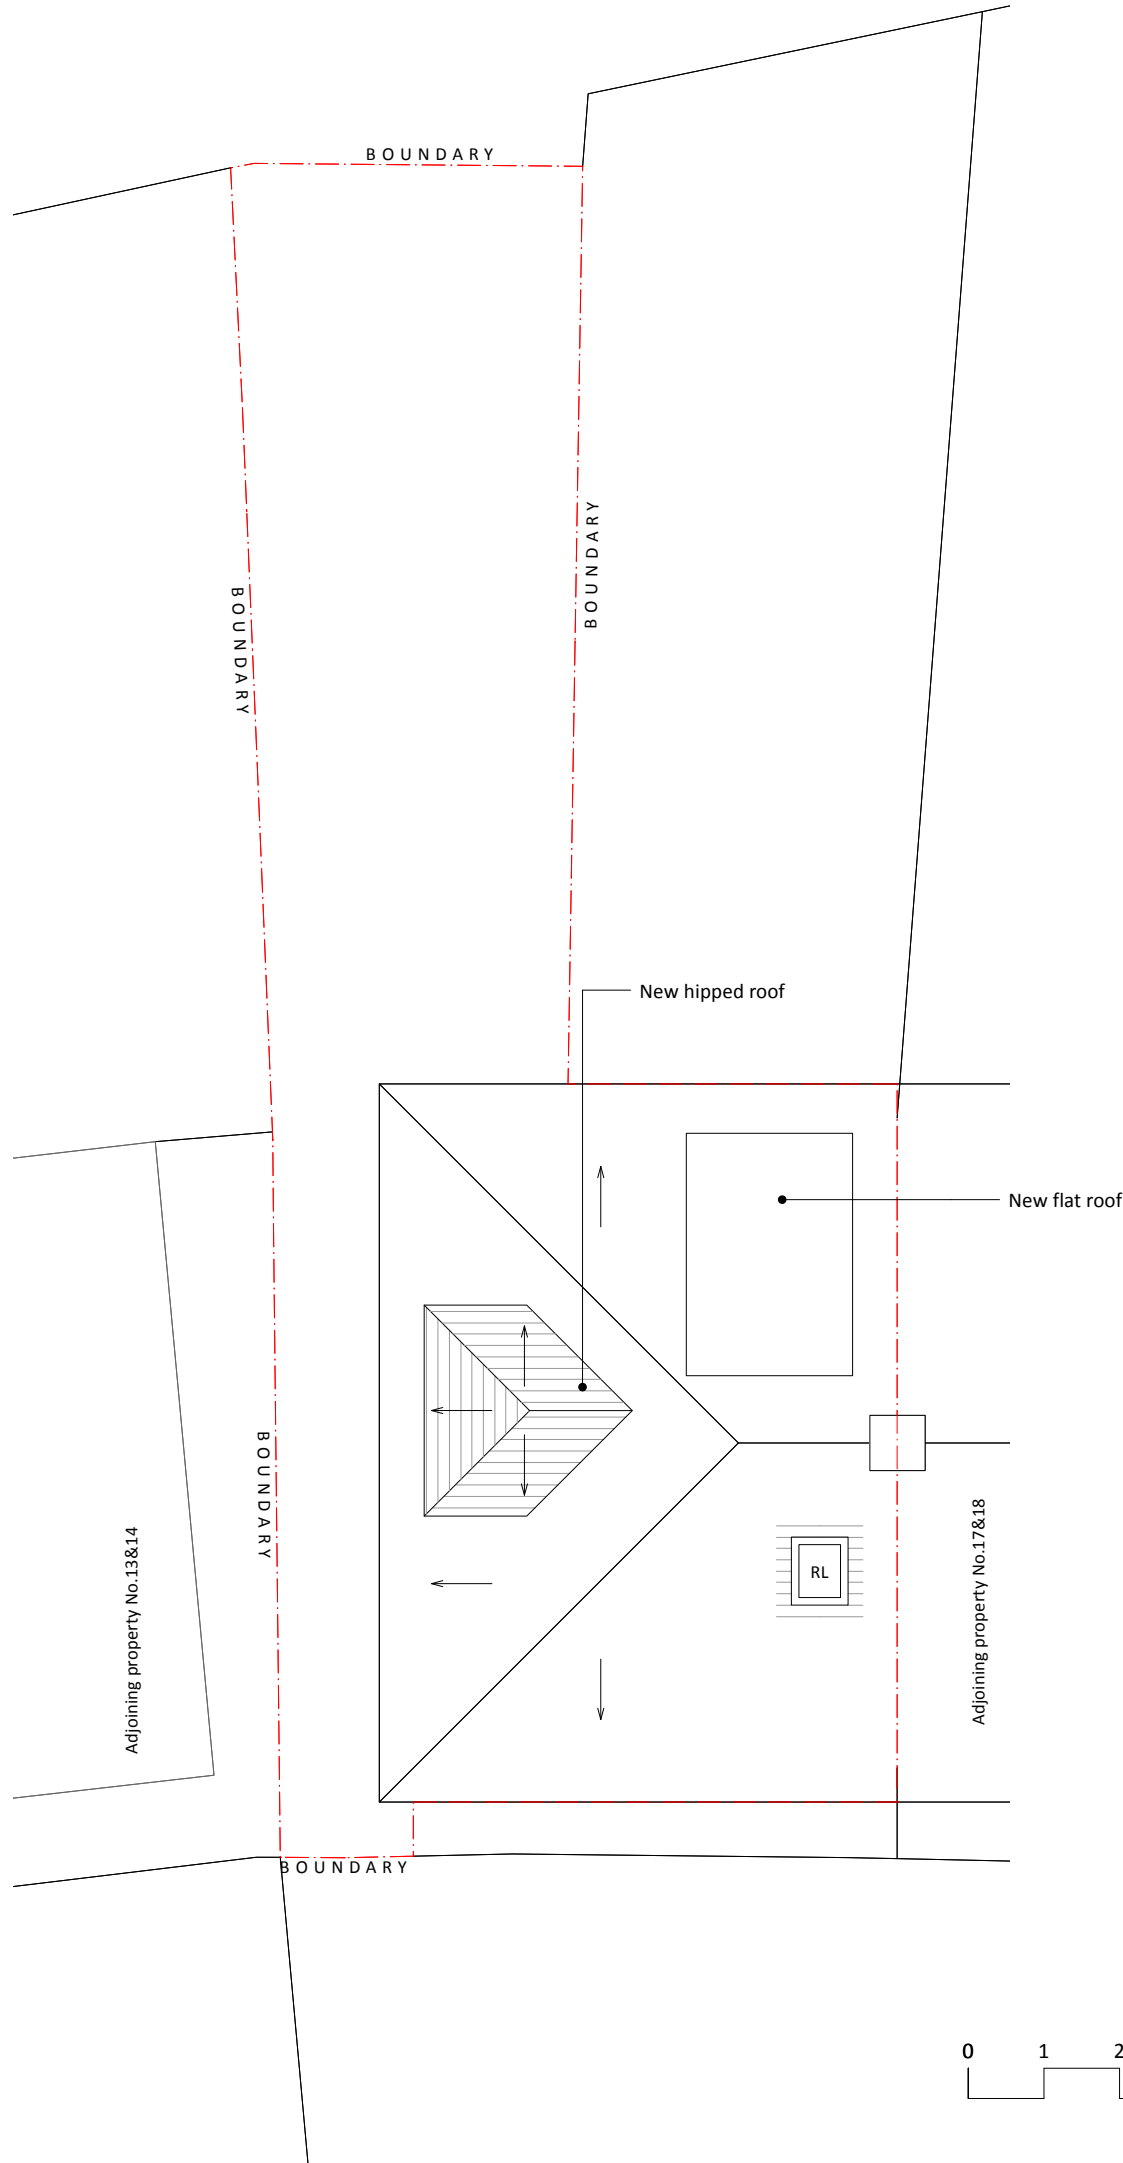 BOUNDARY
BOUNDARY
BOUNDARY
New hipped roof
New flat roof
BOUNDARY
Adjoining property No.13&14
Adjoining property No.17&18
RL
BOUNDARY
0 1 2